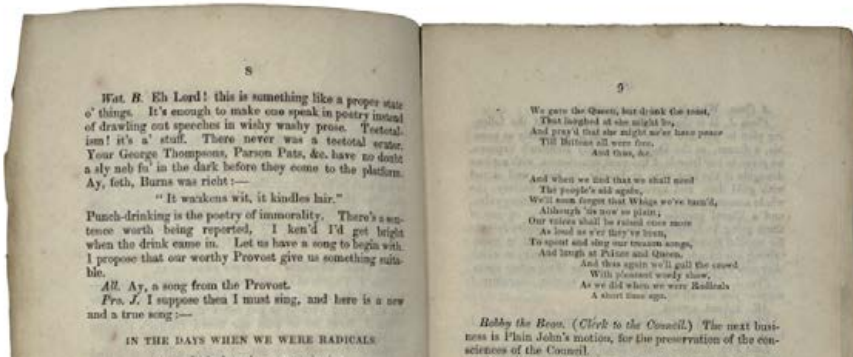 8
Wat. B. Eh Lord! this is something like a proper state
o' things. It's enough to make one speak in poetry instead
of drawling out speeches in wishy washy prose. Teetotal-
ism! it's a' stuff. There never was a teetotal orator.
Your George Thompsons, Parson Pats, &c. have no doubt
a sly neb fu' in the dark before they come to the platform.
Ay, feth, Burns was richt:—
"It waukens wit, it kindles lair."
Punch-drinking is the poetry of immorality. There's a sen-
tence worth being reported, I ken'd I'd get bright
when the drink came in. Let us have a song to begin with.
I propose that our worthy Provost give us something suita-
ble.
All. Ay, a song from the Provost.
Pro. J. I suppose then I must sing, and here is a new
and a true song:—
IN THE DAYS WHEN WE WERE RADICALS
9
We gave the Queen, but drank the toast,
That laughed at she might be,
And pray'd that she might ne'er have peace
Till Britons all were free.
And thus, &c.
And when we find that we shall need
The people's aid again,
We'll soon forget that Whigs we've turn'd,
Although 'tis now so plain;
Our voices shall be raised once more
As loud as e'er they've been,
To spout and sing our treason songs,
And laugh at Prince and Queen.
And thus again we'll gull the crowd
With pleasant wordy show,
As we did when we were Radicals
A short time ago.
Bobby the Beau. (Clerk to the Council.) The next busi-
ness is Plain John's motion, for the preservation of the con-
sciences of the Council.